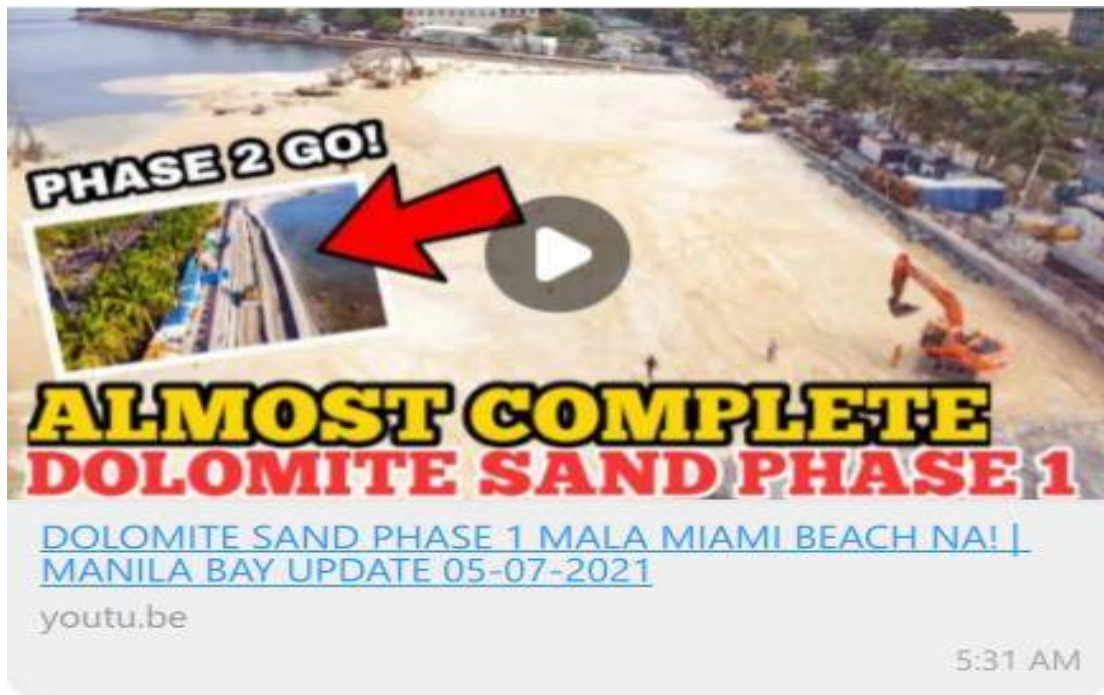 PHASE 2 GO!
ALMOST COMPLETE
DOLOMITE SAND PHASE 1
DOLOMITE SAND PHASE 1 MALA MIAMI BEACH NA! |
MANILA BAY UPDATE 05-07-2021
youtu.be
5:31 AM